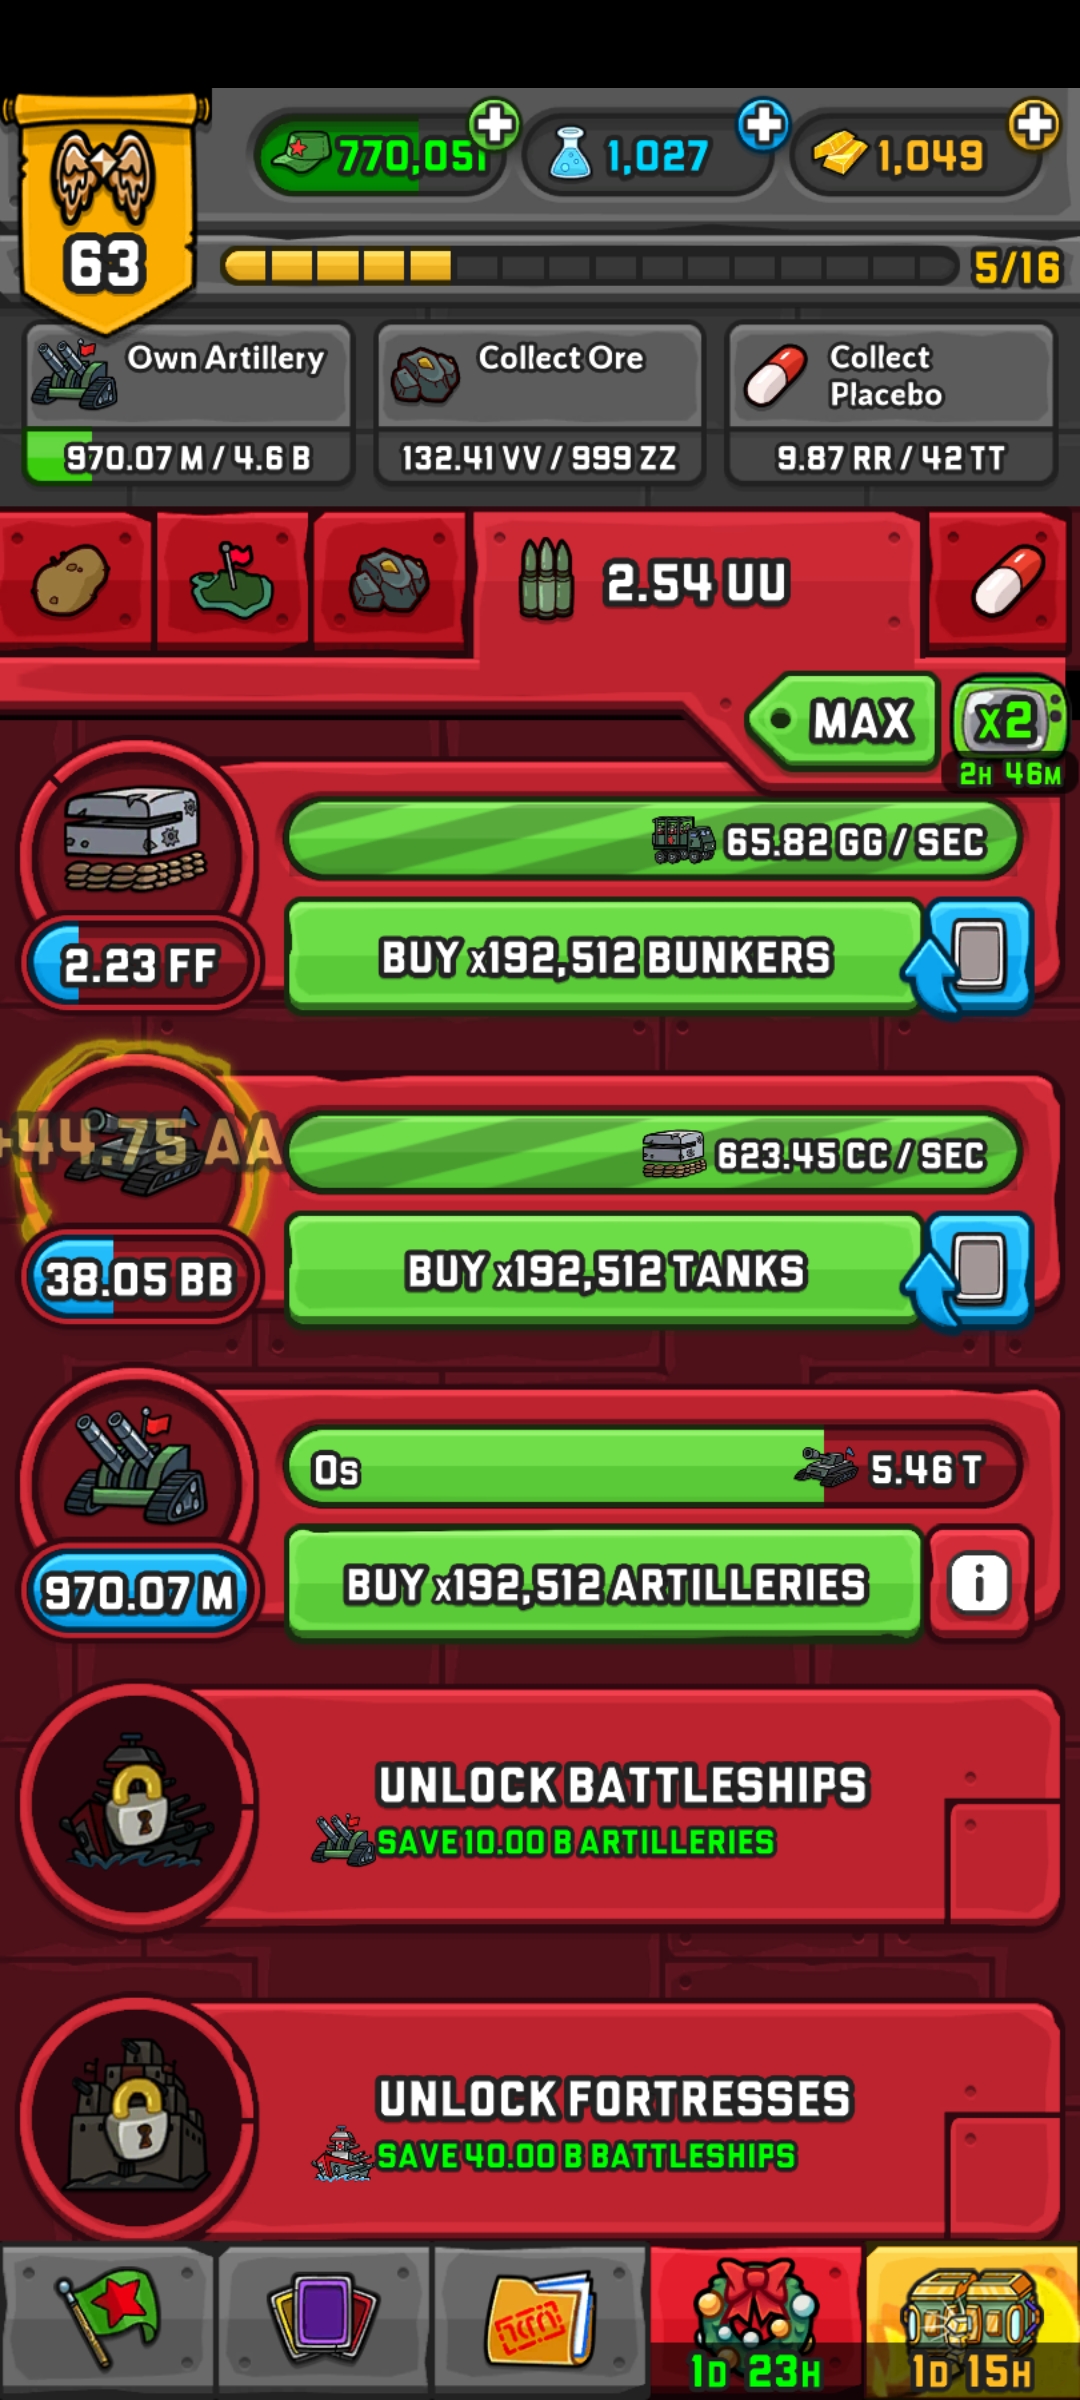 770,051
1,027
1,049
63
5/16
Own Artillery
970.07 M / 4.6 B
Collect Ore
132.41 VV / 999 ZZ
Collect
Placebo
9.87 RR / 42 TT
2.54 UU
MAX
x2
2H 46M
65.82 GG / SEC
2.23 FF
BUY x192,512 BUNKERS
+44.75 AA
623.45 CC / SEC
38.05 BB
BUY x192,512 TANKS
0s
5.46 T
970.07 M
BUY x192,512 ARTILLERIES
i
UNLOCK BATTLESHIPS
SAVE 10.00 B ARTILLERIES
UNLOCK FORTRESSES
SAVE 40.00 B BATTLESHIPS
1D 23H
1D 15H